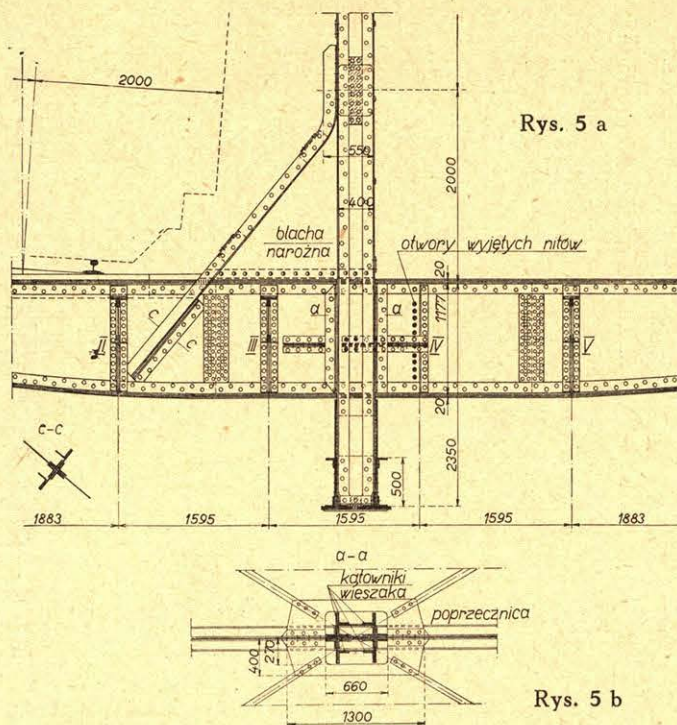 2000
Rys. 5 a
550
2000
400
blacha
narożna
otwory wyjętych nitów
20
a
a
1177
c
c
II
III
IV
V
20
c-c
2350
500
1883
1595
1595
1595
1883
a-a
kątowniki
wieszaka
poprzecznica
400
270
660
1300
Rys. 5 b